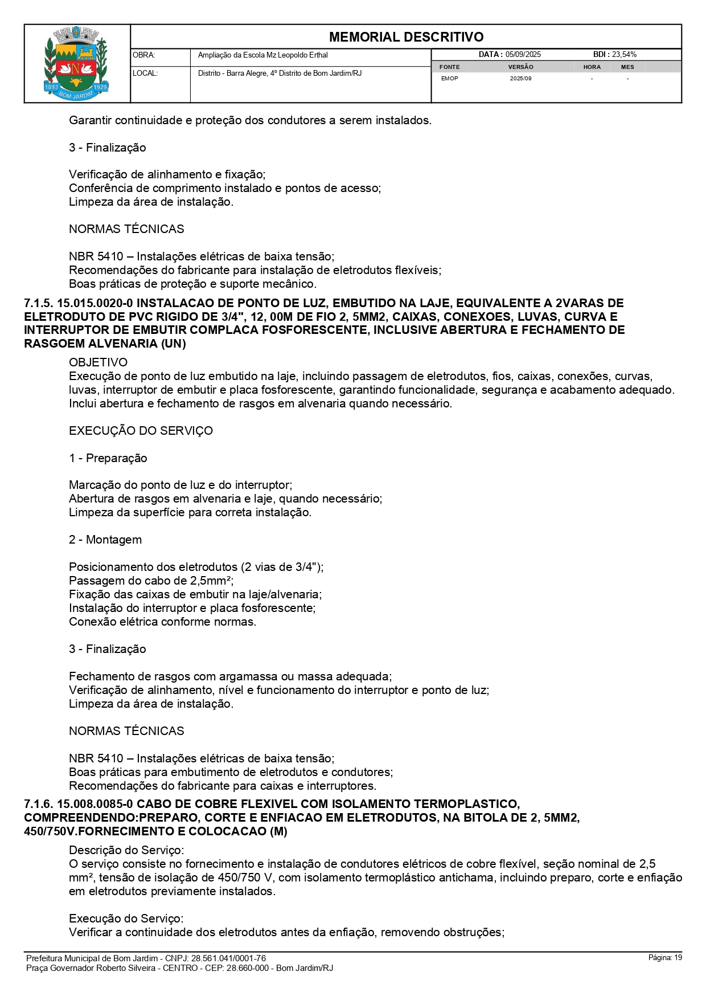 MEMORIAL DESCRITIVO
OBRA: Ampliação da Escola Mz Leopoldo Erthal
DATA : 05/09/2025 BDI : 23,54%
FONTE VERSÃO HORA MES
LOCAL: Distrito - Barra Alegre, 4º Distrito de Bom Jardim/RJ
EMOP 2025/09 - -
N
1893 1929
BOM JARDIM
Garantir continuidade e proteção dos condutores a serem instalados.
3 - Finalização
Verificação de alinhamento e fixação;
Conferência de comprimento instalado e pontos de acesso;
Limpeza da área de instalação.
NORMAS TÉCNICAS
NBR 5410 – Instalações elétricas de baixa tensão;
Recomendações do fabricante para instalação de eletrodutos flexíveis;
Boas práticas de proteção e suporte mecânico.
7.1.5. 15.015.0020-0 INSTALACAO DE PONTO DE LUZ, EMBUTIDO NA LAJE, EQUIVALENTE A 2VARAS DE
ELETRODUTO DE PVC RIGIDO DE 3/4", 12, 00M DE FIO 2, 5MM2, CAIXAS, CONEXOES, LUVAS, CURVA E
INTERRUPTOR DE EMBUTIR COMPLACA FOSFORESCENTE, INCLUSIVE ABERTURA E FECHAMENTO DE
RASGOEM ALVENARIA (UN)
OBJETIVO
Execução de ponto de luz embutido na laje, incluindo passagem de eletrodutos, fios, caixas, conexões, curvas,
luvas, interruptor de embutir e placa fosforescente, garantindo funcionalidade, segurança e acabamento adequado.
Inclui abertura e fechamento de rasgos em alvenaria quando necessário.
EXECUÇÃO DO SERVIÇO
1 - Preparação
Marcação do ponto de luz e do interruptor;
Abertura de rasgos em alvenaria e laje, quando necessário;
Limpeza da superfície para correta instalação.
2 - Montagem
Posicionamento dos eletrodutos (2 vias de 3/4");
Passagem do cabo de 2,5mm²;
Fixação das caixas de embutir na laje/alvenaria;
Instalação do interruptor e placa fosforescente;
Conexão elétrica conforme normas.
3 - Finalização
Fechamento de rasgos com argamassa ou massa adequada;
Verificação de alinhamento, nível e funcionamento do interruptor e ponto de luz;
Limpeza da área de instalação.
NORMAS TÉCNICAS
NBR 5410 – Instalações elétricas de baixa tensão;
Boas práticas para embutimento de eletrodutos e condutores;
Recomendações do fabricante para caixas e interruptores.
7.1.6. 15.008.0085-0 CABO DE COBRE FLEXIVEL COM ISOLAMENTO TERMOPLASTICO,
COMPREENDENDO:PREPARO, CORTE E ENFIACAO EM ELETRODUTOS, NA BITOLA DE 2, 5MM2,
450/750V.FORNECIMENTO E COLOCACAO (M)
Descrição do Serviço:
O serviço consiste no fornecimento e instalação de condutores elétricos de cobre flexível, seção nominal de 2,5
mm², tensão de isolação de 450/750 V, com isolamento termoplástico antichama, incluindo preparo, corte e enfiação
em eletrodutos previamente instalados.
Execução do Serviço:
Verificar a continuidade dos eletrodutos antes da enfiação, removendo obstruções;
Prefeitura Municipal de Bom Jardim - CNPJ: 28.561.041/0001-76 Página: 19
Praça Governador Roberto Silveira - CENTRO - CEP: 28.660-000 - Bom Jardim/RJ